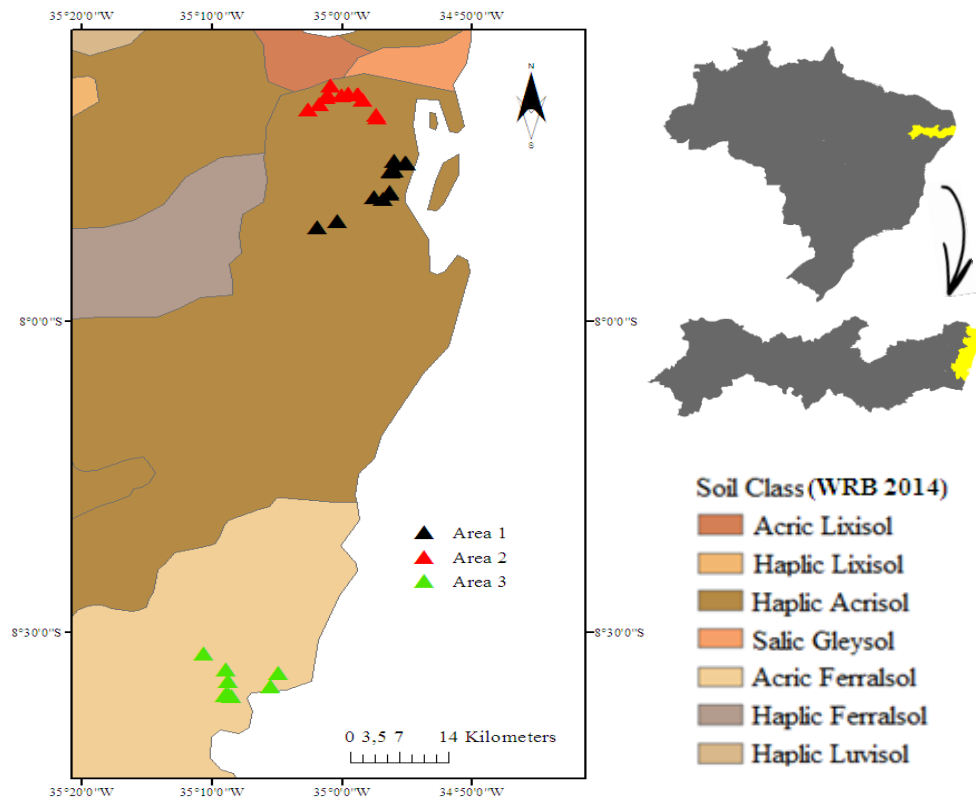 35°20'0"W 35°10'0"W 35°0'0"W 34°50'0"W
N
S
8°0'0"S 8°0'0"S
Area 1
Area 2
Area 3
8°30'0"S 8°30'0"S
0 3,5 7 14 Kilometers
35°20'0"W 35°10'0"W 35°0'0"W 34°50'0"W
Soil Class (WRB 2014)
Acric Lixisol
Haplic Lixisol
Haplic Acrisol
Salic Gleysol
Acric Ferralsol
Haplic Ferralsol
Haplic Luvisol